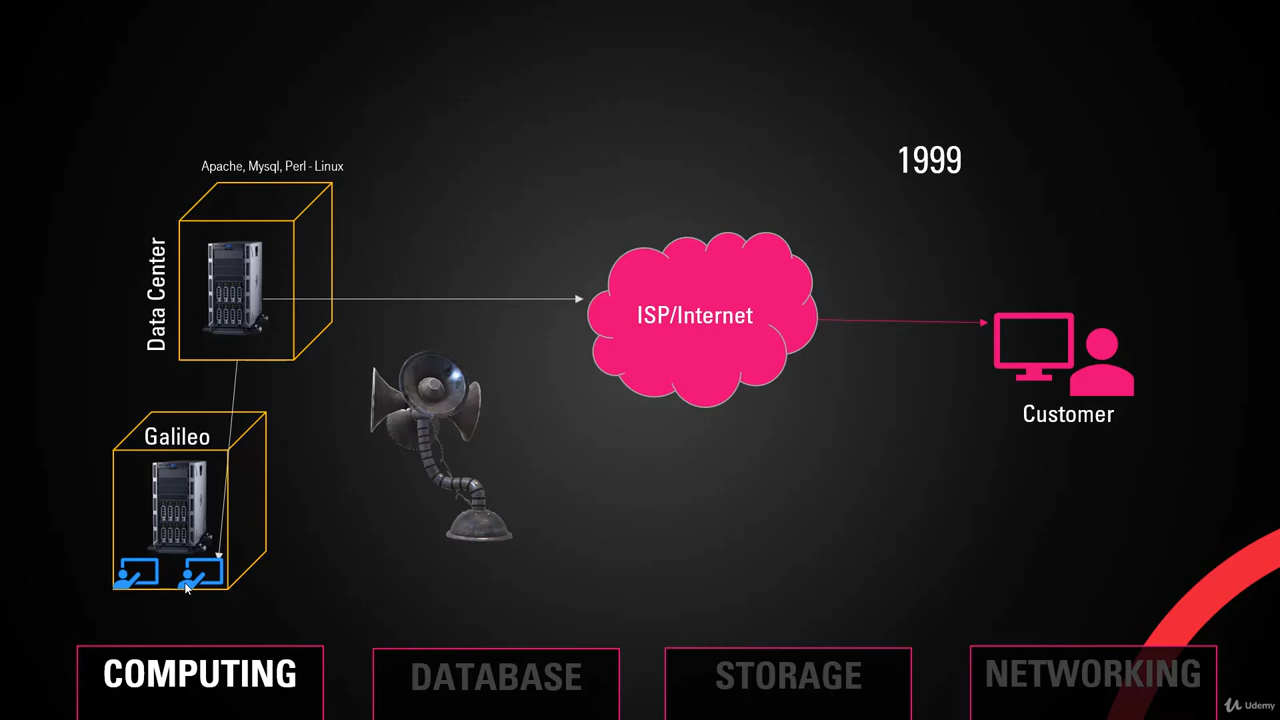 1999
Apache, Mysql, Perl - Linux
Data Center
ISP/Internet
Customer
Galileo
COMPUTING
DATABASE
STORAGE
NETWORKING
Udemy